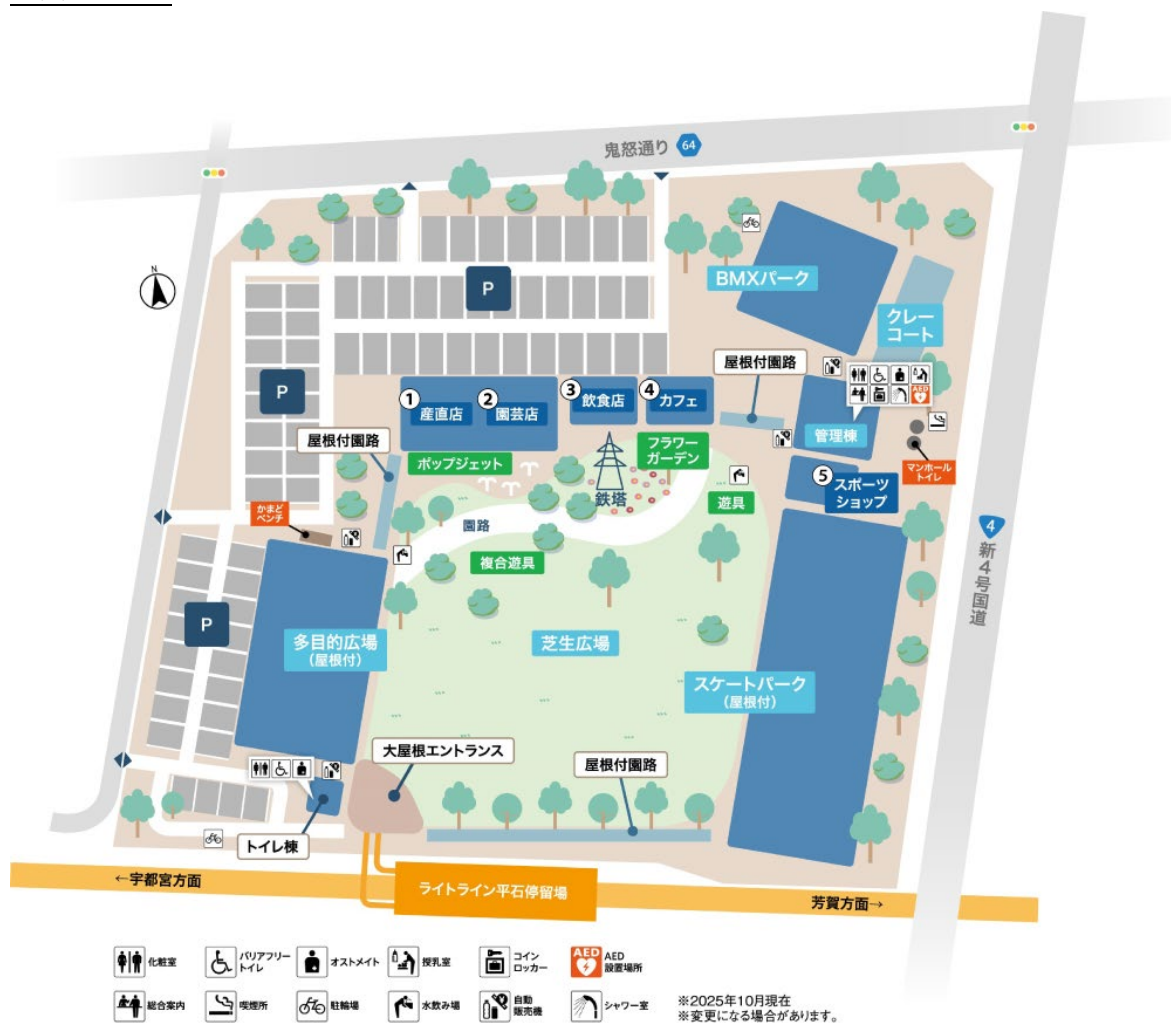 鬼怒通り 64
N
P
BMXパーク
クレー
コート
屋根付園路
P
① 産直店
② 園芸店
③ 飲食店
④ カフェ
AED
管理棟
屋根付園路
ポップジェット
フラワー
ガーデン
鉄塔
遊具
⑤ スポーツ
ショップ
マンホール
トイレ
かまど
ベンチ
園路
複合遊具
4
新4号国道
P
多目的広場
(屋根付)
芝生広場
スケートパーク
(屋根付)
大屋根エントランス
屋根付園路
トイレ棟
←宇都宮方面
ライトライン平石停留場
芳賀方面→
化粧室
バリアフリー
トイレ
オストメイト
授乳室
コイン
ロッカー
AED
AED
設置場所
総合案内
喫煙所
駐輪場
水飲み場
自動
販売機
シャワー室
※2025年10月現在
※変更になる場合があります。